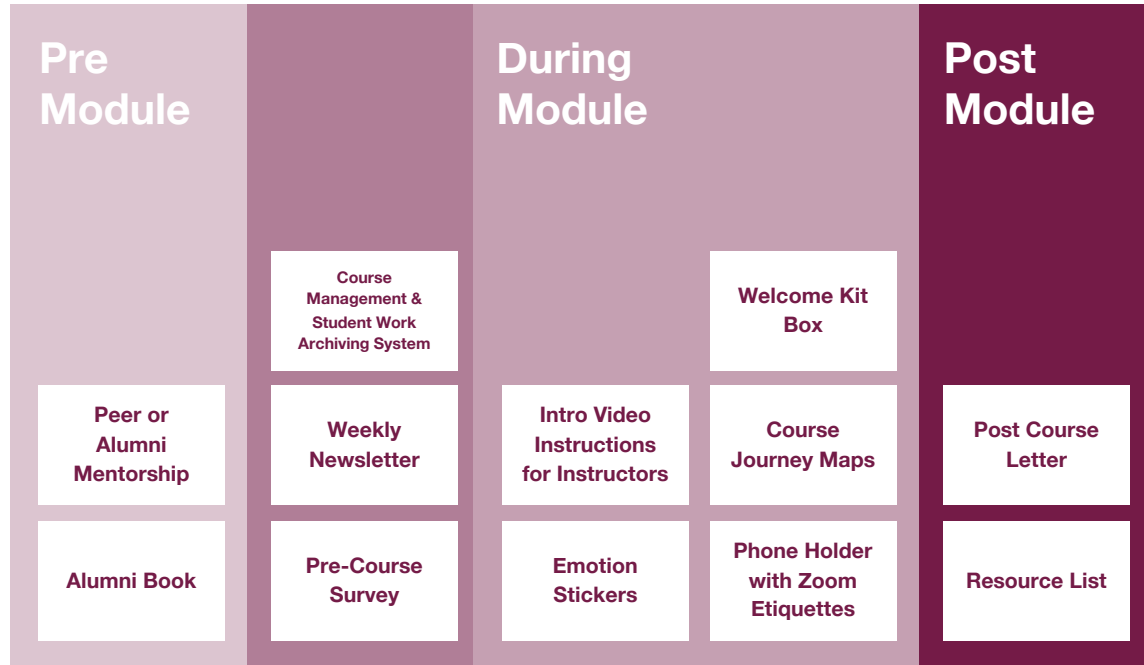 Pre
Module
During
Module
Post
Module
Course
Management &
Student Work
Archiving System
Welcome Kit
Box
Peer or
Alumni
Mentorship
Weekly
Newsletter
Intro Video
Instructions
for Instructors
Course
Journey Maps
Post Course
Letter
Alumni Book
Pre-Course
Survey
Emotion
Stickers
Phone Holder
with Zoom
Etiquettes
Resource List